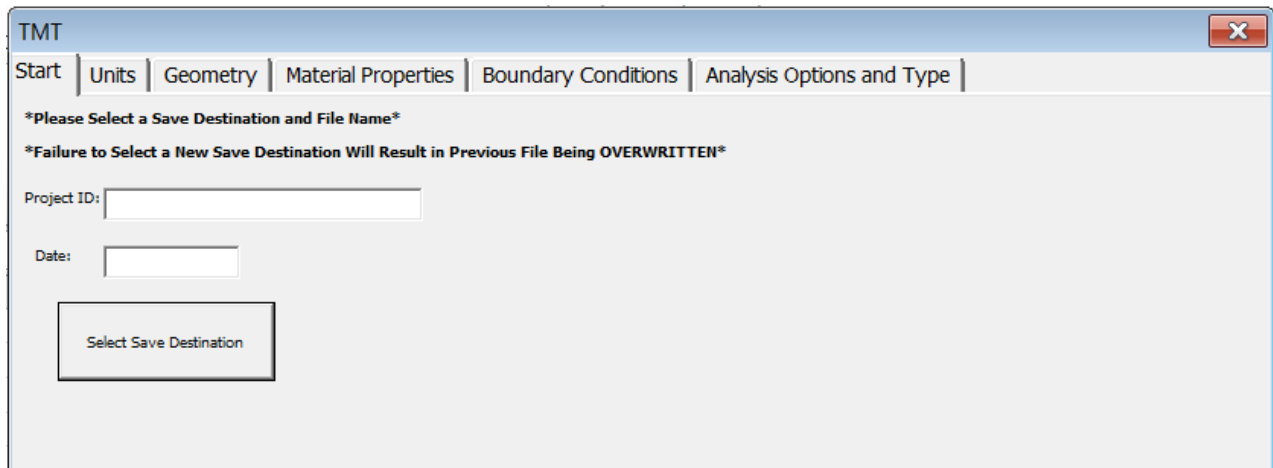 TMT
Start Units Geometry Material Properties Boundary Conditions Analysis Options and Type
*Please Select a Save Destination and File Name*
*Failure to Select a New Save Destination Will Result in Previous File Being OVERWRITTEN*
Project ID:
Date:
Select Save Destination